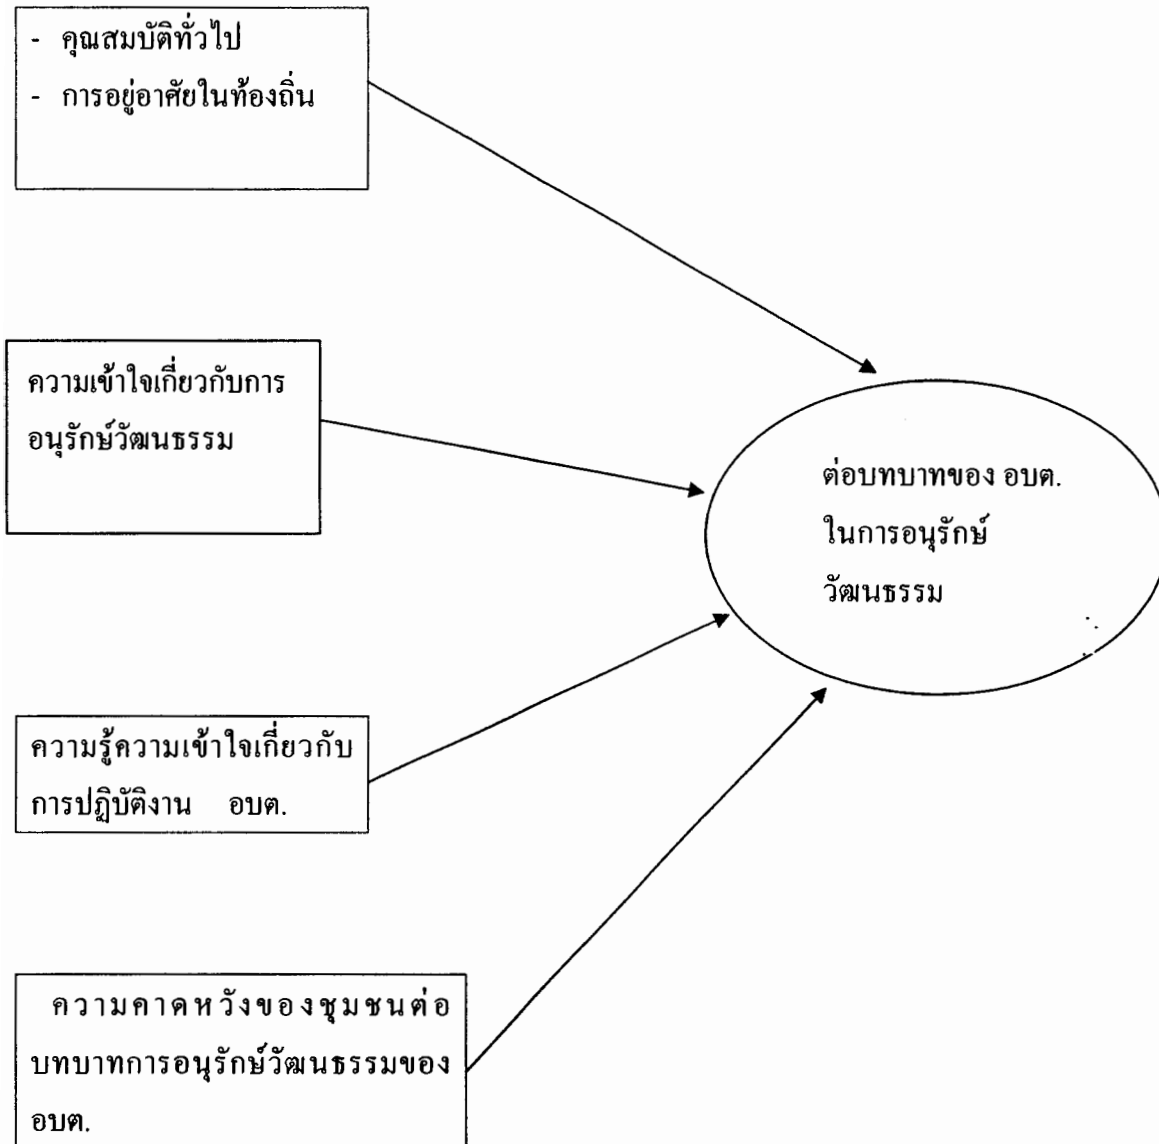 - คุณสมบัติทั่วไป
- การอยู่อาศัยในท้องถิ่น
ความเข้าใจเกี่ยวกับการ
อนุรักษ์วัฒนธรรม
ต่อบทบาทของ อบต.
ในการอนุรักษ์
วัฒนธรรม
ความรู้ความเข้าใจเกี่ยวกับ
การปฏิบัติงาน อบต.
ความคาดหวังของชุมชนต่อ
บทบาทการอนุรักษ์วัฒนธรรมของ
อบต.